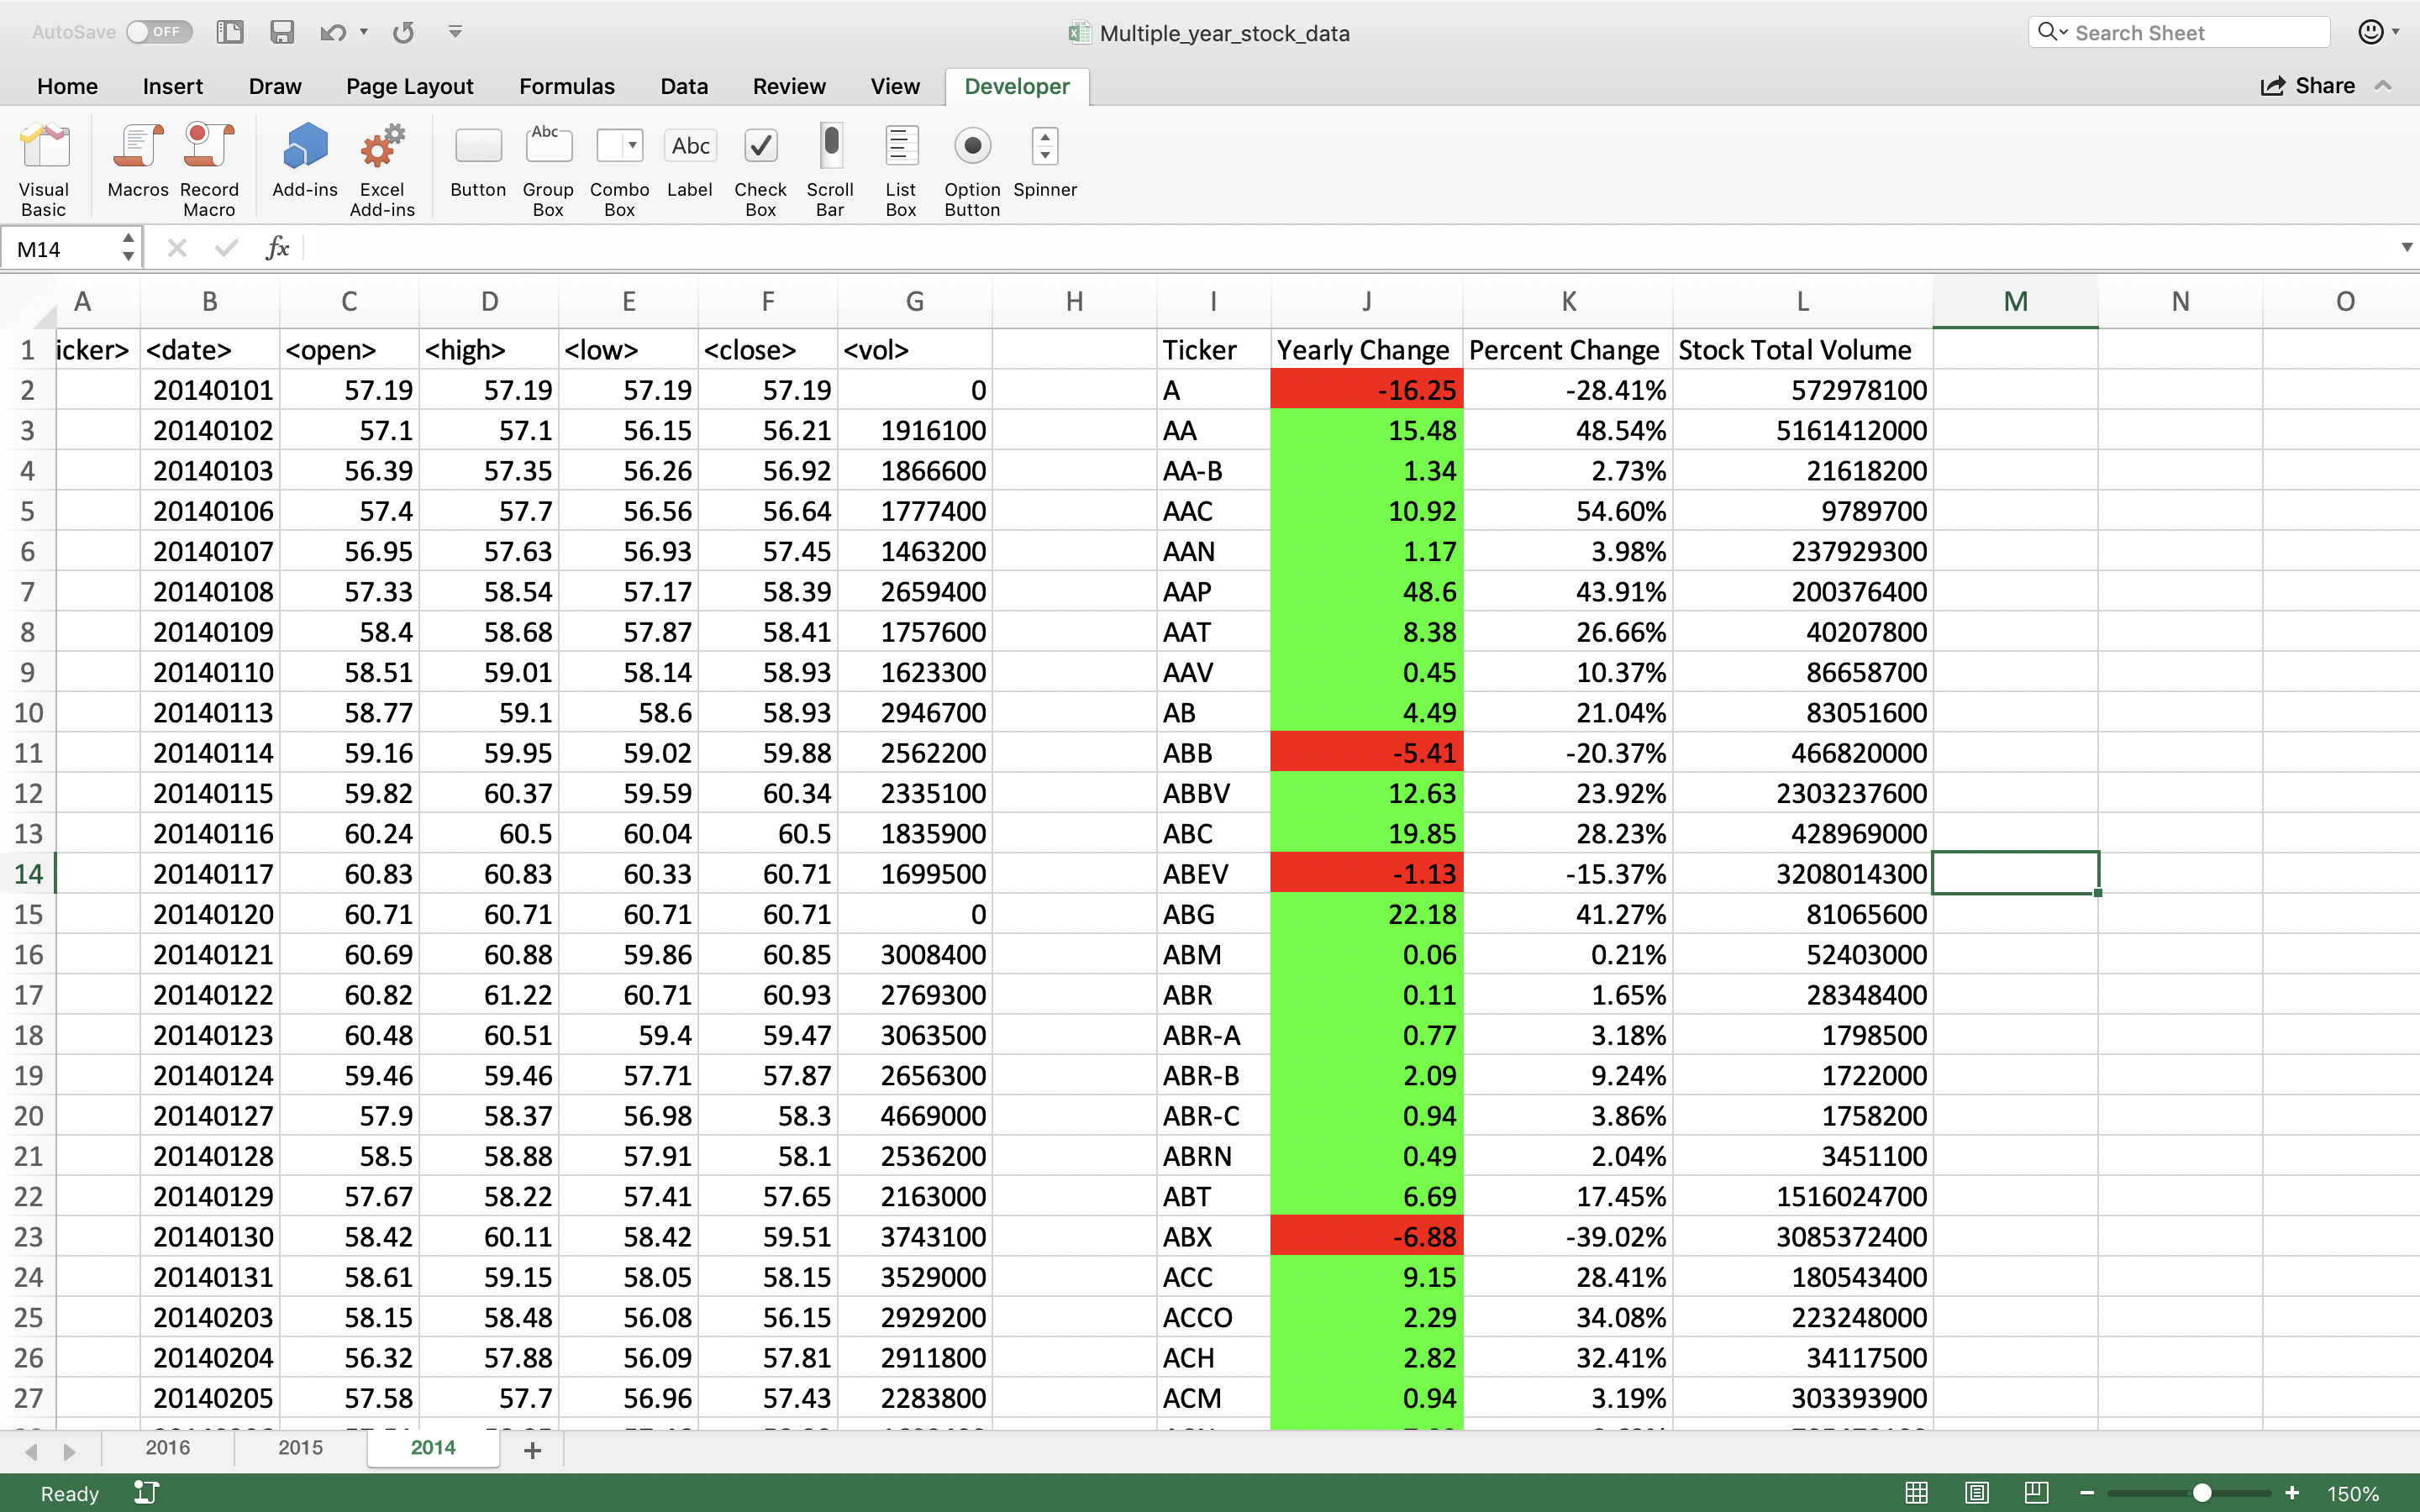 AutoSave OFF Multiple_year_stock_data Search Sheet
Home Insert Draw Page Layout Formulas Data Review View Developer Share
Abc Abc
Visual Basic Macros Record Macro Add-ins Excel Add-ins Button Group Box Combo Box Label Check Box Scroll Bar List Box Option Button Spinner
M14 fx
A B C D E F G H I J K L M N O
1 icker> <date> <open> <high> <low> <close> <vol> Ticker Yearly Change Percent Change Stock Total Volume
2 20140101 57.19 57.19 57.19 57.19 0 A -16.25 -28.41% 572978100
3 20140102 57.1 57.1 56.15 56.21 1916100 AA 15.48 48.54% 5161412000
4 20140103 56.39 57.35 56.26 56.92 1866600 AA-B 1.34 2.73% 21618200
5 20140106 57.4 57.7 56.56 56.64 1777400 AAC 10.92 54.60% 9789700
6 20140107 56.95 57.63 56.93 57.45 1463200 AAN 1.17 3.98% 237929300
7 20140108 57.33 58.54 57.17 58.39 2659400 AAP 48.6 43.91% 200376400
8 20140109 58.4 58.68 57.87 58.41 1757600 AAT 8.38 26.66% 40207800
9 20140110 58.51 59.01 58.14 58.93 1623300 AAV 0.45 10.37% 86658700
10 20140113 58.77 59.1 58.6 58.93 2946700 AB 4.49 21.04% 83051600
11 20140114 59.16 59.95 59.02 59.88 2562200 ABB -5.41 -20.37% 466820000
12 20140115 59.82 60.37 59.59 60.34 2335100 ABBV 12.63 23.92% 2303237600
13 20140116 60.24 60.5 60.04 60.5 1835900 ABC 19.85 28.23% 428969000
14 20140117 60.83 60.83 60.33 60.71 1699500 ABEV -1.13 -15.37% 3208014300
15 20140120 60.71 60.71 60.71 60.71 0 ABG 22.18 41.27% 81065600
16 20140121 60.69 60.88 59.86 60.85 3008400 ABM 0.06 0.21% 52403000
17 20140122 60.82 61.22 60.71 60.93 2769300 ABR 0.11 1.65% 28348400
18 20140123 60.48 60.51 59.4 59.47 3063500 ABR-A 0.77 3.18% 1798500
19 20140124 59.46 59.46 57.71 57.87 2656300 ABR-B 2.09 9.24% 1722000
20 20140127 57.9 58.37 56.98 58.3 4669000 ABR-C 0.94 3.86% 1758200
21 20140128 58.5 58.88 57.91 58.1 2536200 ABRN 0.49 2.04% 3451100
22 20140129 57.67 58.22 57.41 57.65 2163000 ABT 6.69 17.45% 1516024700
23 20140130 58.42 60.11 58.42 59.51 3743100 ABX -6.88 -39.02% 3085372400
24 20140131 58.61 59.15 58.05 58.15 3529000 ACC 9.15 28.41% 180543400
25 20140203 58.15 58.48 56.08 56.15 2929200 ACCO 2.29 34.08% 223248000
26 20140204 56.32 57.88 56.09 57.81 2911800 ACH 2.82 32.41% 34117500
27 20140205 57.58 57.7 56.96 57.43 2283800 ACM 0.94 3.19% 303393900
2016 2015 2014 +
Ready 150%